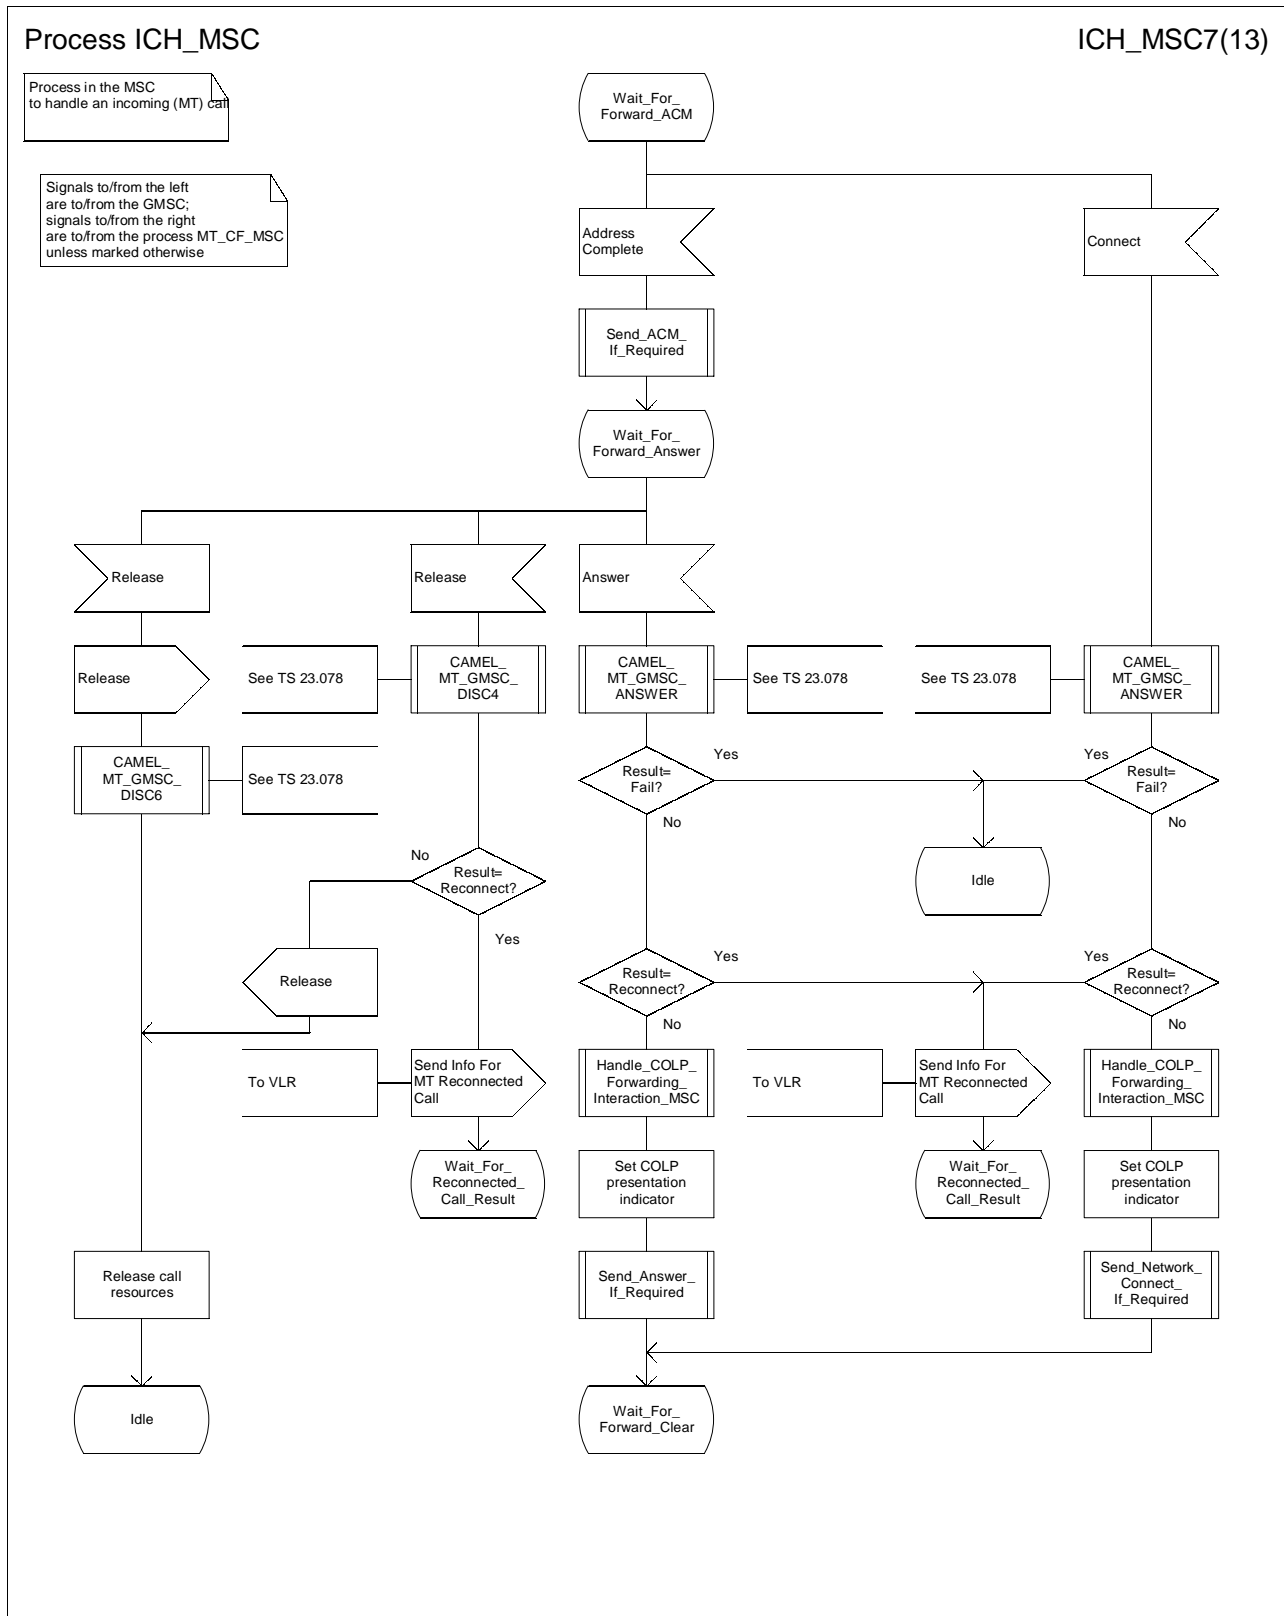 Process ICH_MSC
ICH_MSC7(13)
Process in the MSC
to handle an incoming (MT) call
Signals to/from the left
are to/from the GMSC;
signals to/from the right
are to/from the process MT_CF_MSC
unless marked otherwise
Wait_For_
Forward_ACM
Address
Complete
Connect
Send_ACM_
If_Required
Wait_For_
Forward_Answer
Release
Release
Answer
Release
See TS 23.078
CAMEL_
MT_GMSC_
DISC4
CAMEL_
MT_GMSC_
ANSWER
See TS 23.078
See TS 23.078
CAMEL_
MT_GMSC_
ANSWER
CAMEL_
MT_GMSC_
DISC6
See TS 23.078
Result=
Fail?
Yes
No
Yes
Result=
Fail?
No
Idle
No
Result=
Reconnect?
Yes
Release
Result=
Reconnect?
Yes
No
Yes
Result=
Reconnect?
No
To VLR
Send Info For
MT Reconnected
Call
Handle_COLP_
Forwarding_
Interaction_MSC
To VLR
Send Info For
MT Reconnected
Call
Handle_COLP_
Forwarding_
Interaction_MSC
Wait_For_
Reconnected_
Call_Result
Set COLP
presentation
indicator
Wait_For_
Reconnected_
Call_Result
Set COLP
presentation
indicator
Release call
resources
Send_Answer_
If_Required
Send_Network_
Connect_
If_Required
Idle
Wait_For_
Forward_Clear